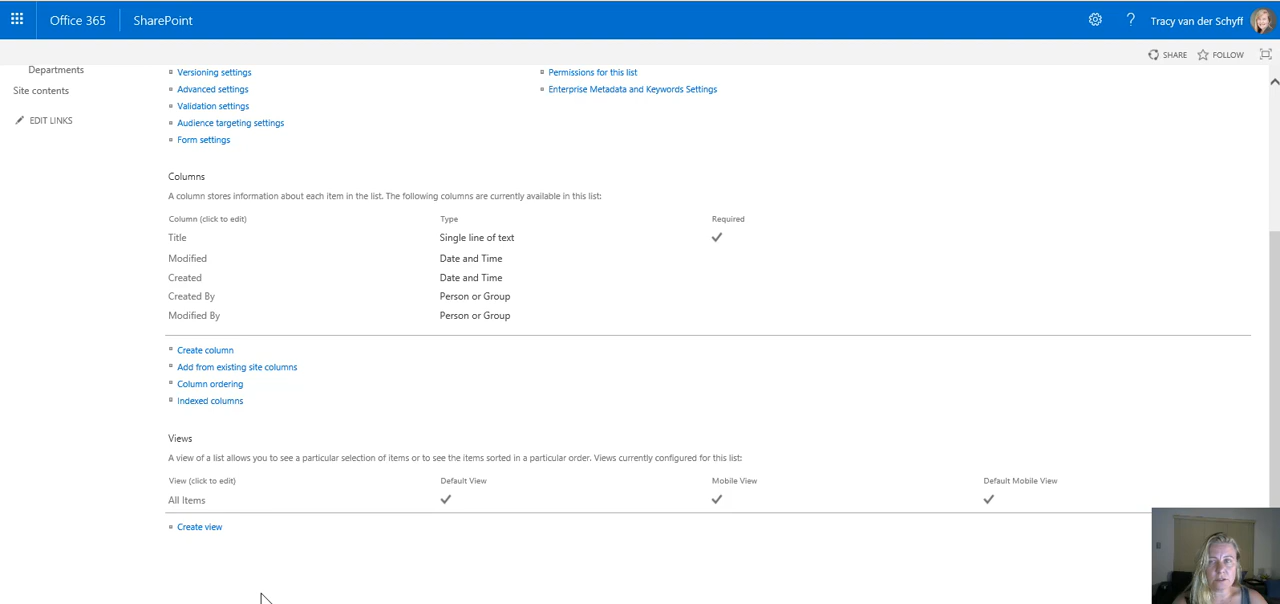 Office 365 SharePoint ? Tracy van der Schyff
SHARE FOLLOW
Departments
Site contents
EDIT LINKS
Versioning settings Permissions for this list
Advanced settings Enterprise Metadata and Keywords Settings
Validation settings
Audience targeting settings
Form settings
Columns
A column stores information about each item in the list. The following columns are currently available in this list:
Column (click to edit) Type Required
Title Single line of text
Modified Date and Time
Created Date and Time
Created By Person or Group
Modified By Person or Group
Create column
Add from existing site columns
Column ordering
Indexed columns
Views
A view of a list allows you to see a particular selection of items or to see the items sorted in a particular order. Views currently configured for this list:
View (click to edit) Default View Mobile View Default Mobile View
All Items
Create view